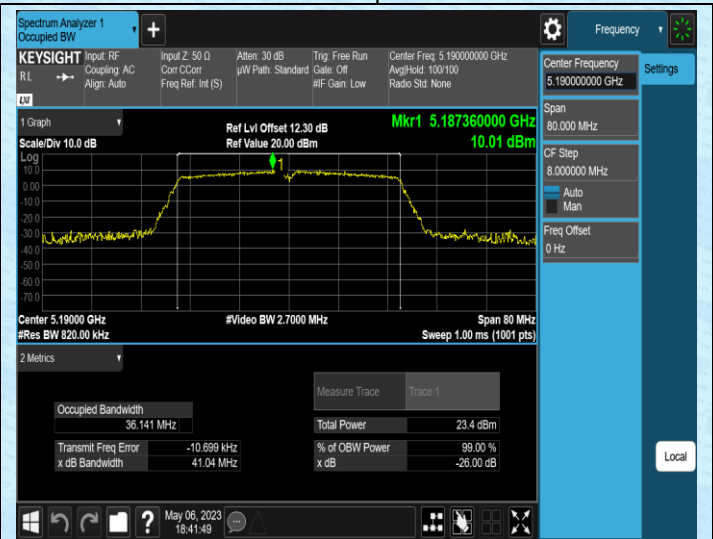 Spectrum Analyzer 1
Occupied BW
Frequency
KEYSIGHT
R L
LXI
Input: RF
Coupling: AC
Align: Auto
Input Z: 50 Ω
Corr CCorr
Freq Ref: Int (S)
Atten: 30 dB
µW Path: Standard
Trig: Free Run
Gate: Off
#IF Gain: Low
Center Freq: 5.190000000 GHz
Avg|Hold: 100/100
Radio Std: None
Center Frequency
5.190000000 GHz
Settings
Span
80.000 MHz
CF Step
8.000000 MHz
Auto
Man
Freq Offset
0 Hz
1 Graph
Scale/Div 10.0 dB
Ref Lvl Offset 12.30 dB
Ref Value 20.00 dBm
Mkr1 5.187360000 GHz
10.01 dBm
Log
10.0
0.00
-10.0
-20.0
-30.0
-40.0
-50.0
-60.0
-70.0
1
Center 5.19000 GHz
#Res BW 820.00 kHz
#Video BW 2.7000 MHz
Span 80 MHz
Sweep 1.00 ms (1001 pts)
2 Metrics
Measure Trace
Trace 1
Occupied Bandwidth
36.141 MHz
Total Power
23.4 dBm
Transmit Freq Error
-10.699 kHz
% of OBW Power
99.00 %
x dB Bandwidth
41.04 MHz
x dB
-26.00 dB
Local
?
May 06, 2023
18:41:49